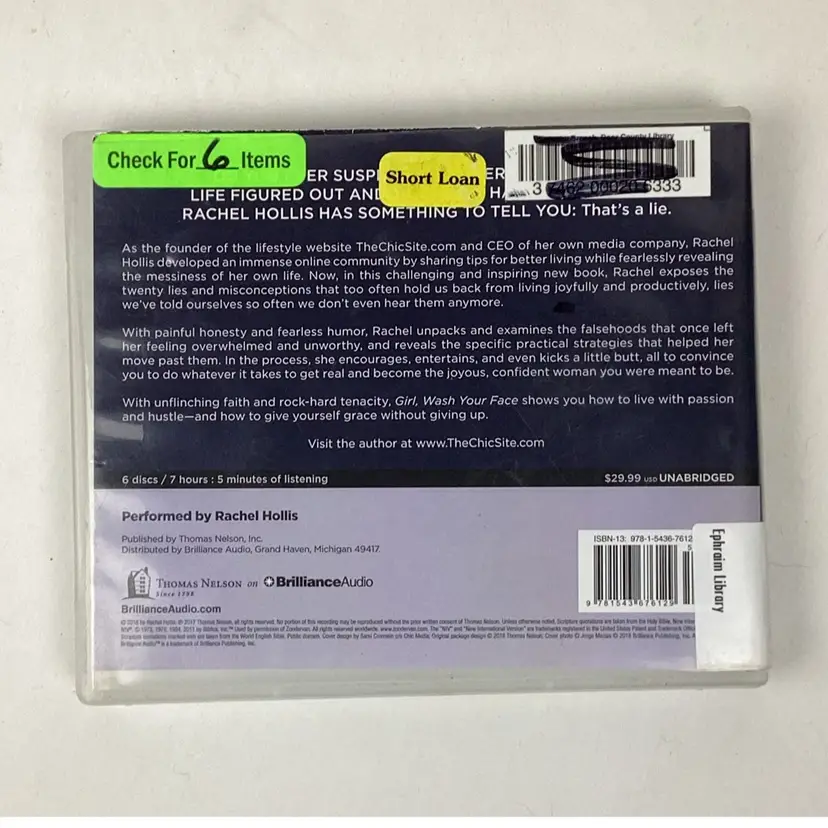 Check For 6 Items
Short Loan
Door County Library
ER SUSP
ER
LIFE FIGURED OUT AND
RACHEL HOLLIS HAS SOMETHING TO TELL YOU: That's a lie.
As the founder of the lifestyle website TheChicSite.com and CEO of her own media company, Rachel
Hollis developed an immense online community by sharing tips for better living while fearlessly revealing
the messiness of her own life. Now, in this challenging and inspiring new book, Rachel exposes the
twenty lies and misconceptions that too often hold us back from living joyfully and productively, lies
we've told ourselves so often we don't even hear them anymore.
With painful honesty and fearless humor, Rachel unpacks and examines the falsehoods that once left
her feeling overwhelmed and unworthy, and reveals the specific practical strategies that helped her
move past them. In the process, she encourages, entertains, and even kicks a little butt, all to convince
you to do whatever it takes to get real and become the joyous, confident woman you were meant to be.
With unflinching faith and rock-hard tenacity, Girl, Wash Your Face shows you how to live with passion
and hustle—and how to give yourself grace without giving up.
Visit the author at www.TheChicSite.com
6 discs / 7 hours : 5 minutes of listening
$29.99 USD UNABRIDGED
Performed by Rachel Hollis
Published by Thomas Nelson, Inc.
Distributed by Brilliance Audio, Grand Haven, Michigan 49417
THOMAS NELSON on BrillianceAudio
Since 1798
BrillianceAudio.com
ISBN-13: 978-1-5436-7612
9 781543 676129
Ephraim Library